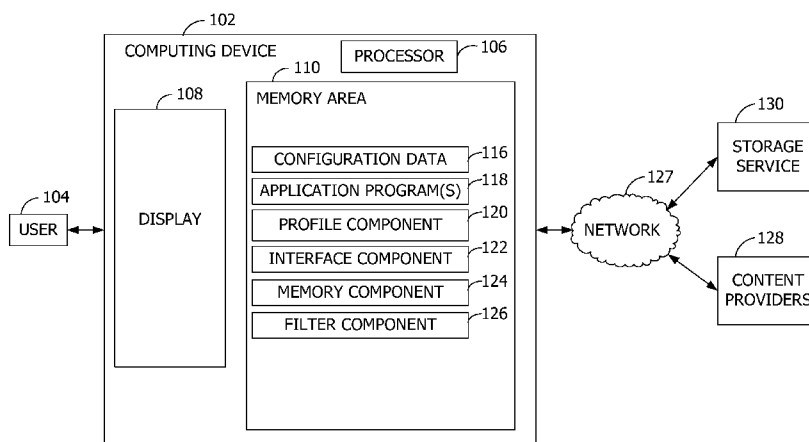 102
COMPUTING DEVICE
PROCESSOR
106
108
110
MEMORY AREA
CONFIGURATION DATA
116
APPLICATION PROGRAM(S)
118
PROFILE COMPONENT
120
INTERFACE COMPONENT
122
MEMORY COMPONENT
124
FILTER COMPONENT
126
DISPLAY
104
USER
127
NETWORK
130
STORAGE
SERVICE
128
CONTENT
PROVIDERS